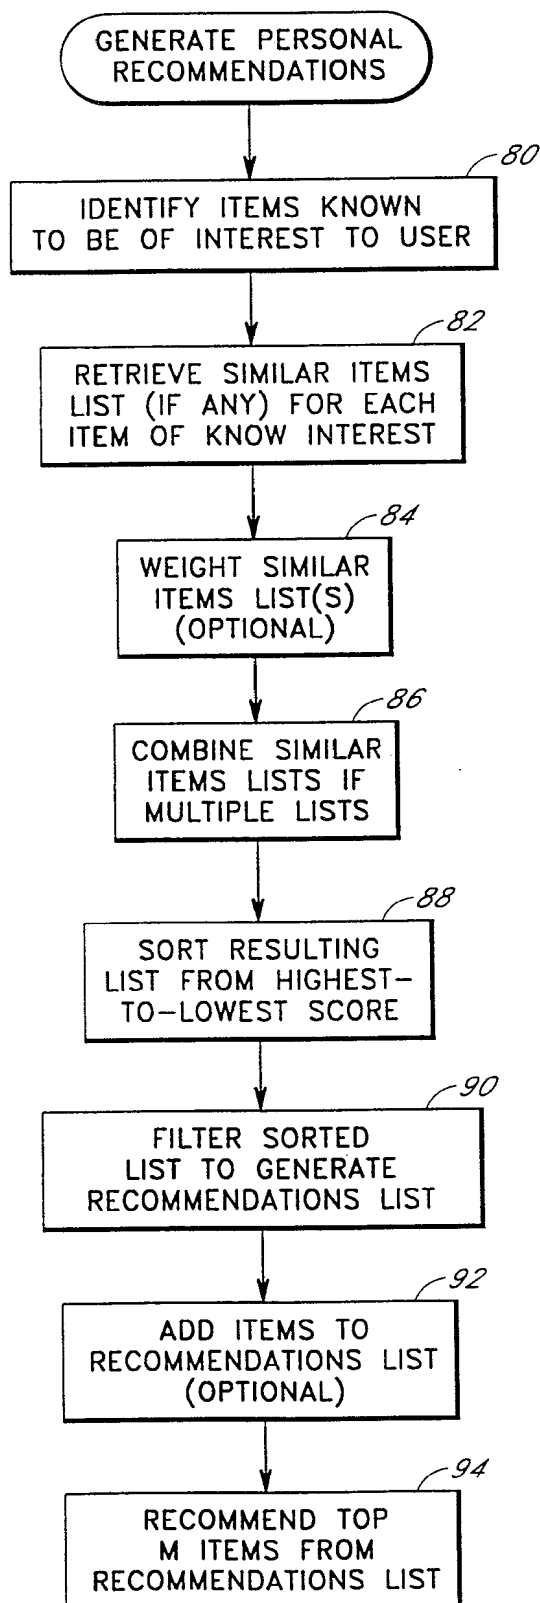 GENERATE PERSONAL
RECOMMENDATIONS
80
IDENTIFY ITEMS KNOWN
TO BE OF INTEREST TO USER
82
RETRIEVE SIMILAR ITEMS
LIST (IF ANY) FOR EACH
ITEM OF KNOW INTEREST
84
WEIGHT SIMILAR
ITEMS LIST(S)
(OPTIONAL)
86
COMBINE SIMILAR
ITEMS LISTS IF
MULTIPLE LISTS
88
SORT RESULTING
LIST FROM HIGHEST-
TO-LOWEST SCORE
90
FILTER SORTED
LIST TO GENERATE
RECOMMENDATIONS LIST
92
ADD ITEMS TO
RECOMMENDATIONS LIST
(OPTIONAL)
94
RECOMMEND TOP
M ITEMS FROM
RECOMMENDATIONS LIST